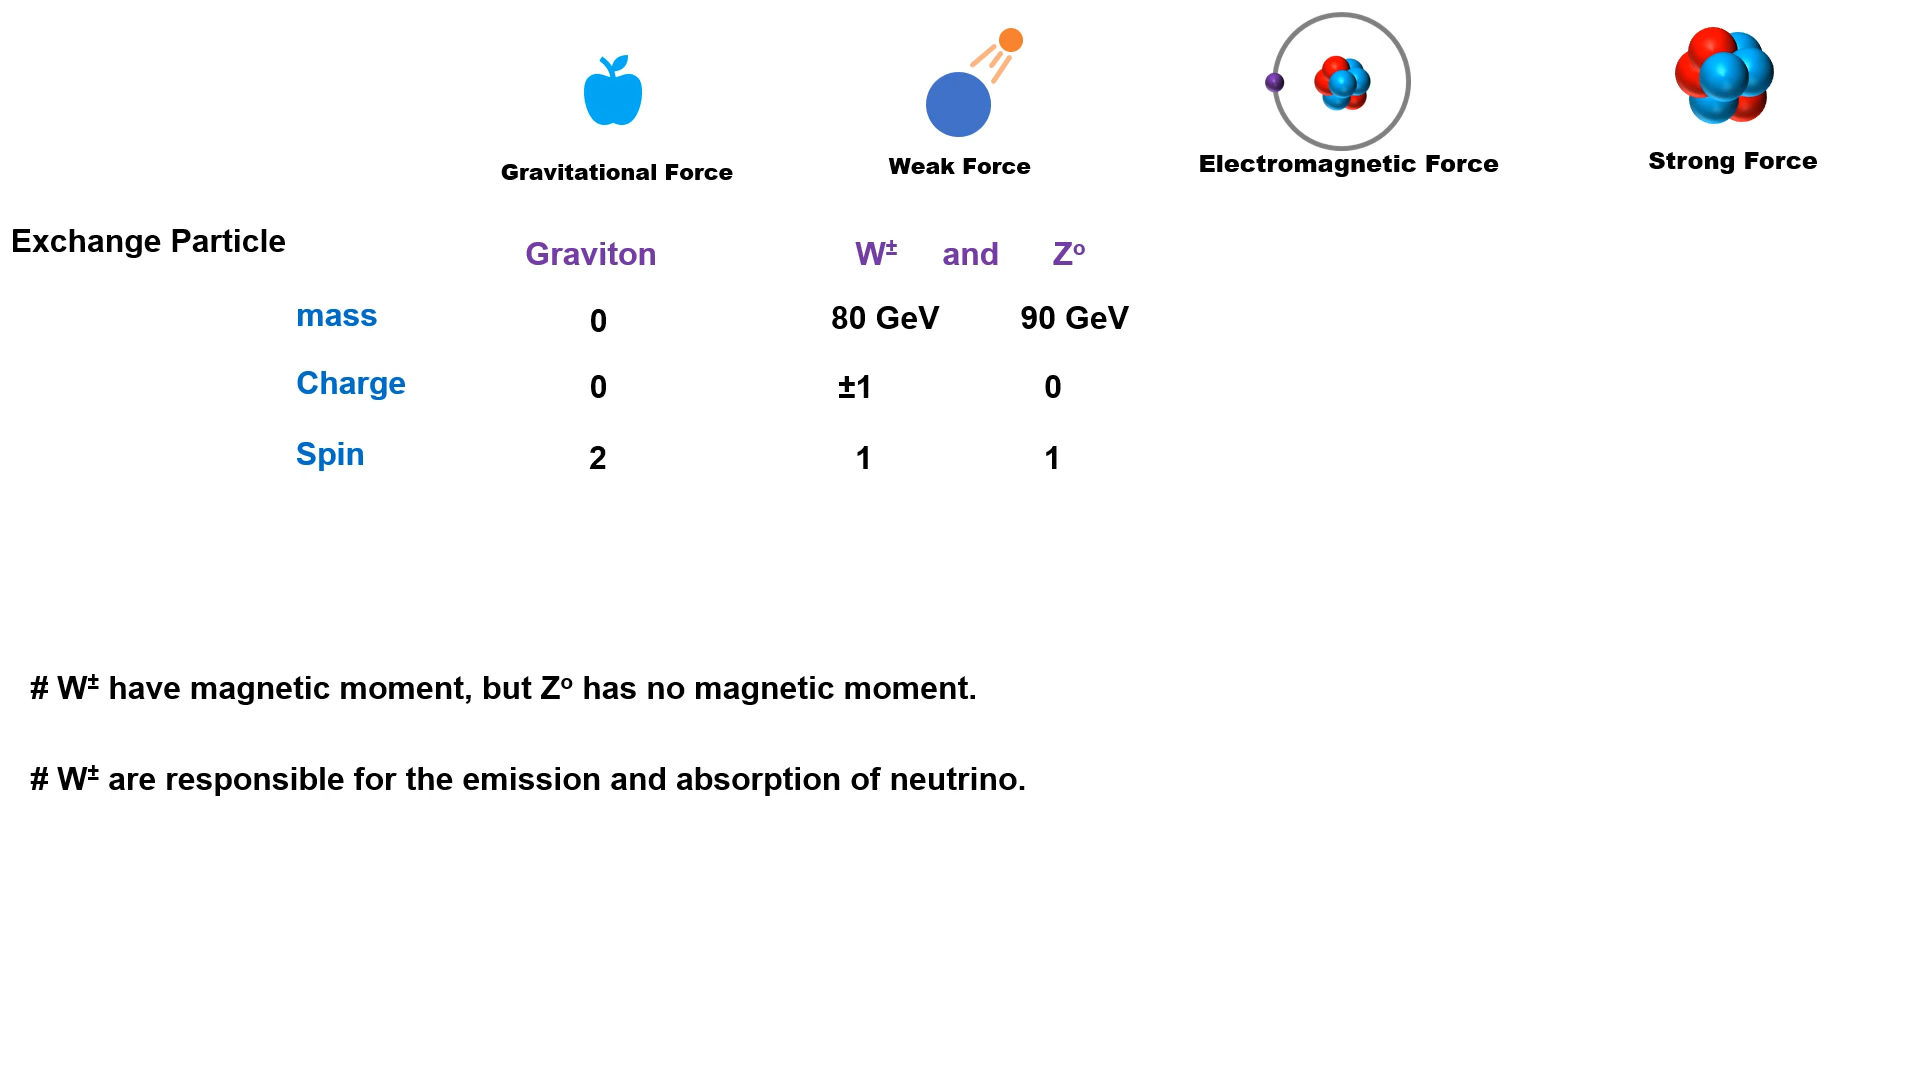 Gravitational Force Weak Force Electromagnetic Force Strong Force
Exchange Particle Graviton W± and Zº
mass 0 80 GeV 90 GeV
Charge 0 ±1 0
Spin 2 1 1
# W± have magnetic moment, but Zº has no magnetic moment.
# W± are responsible for the emission and absorption of neutrino.